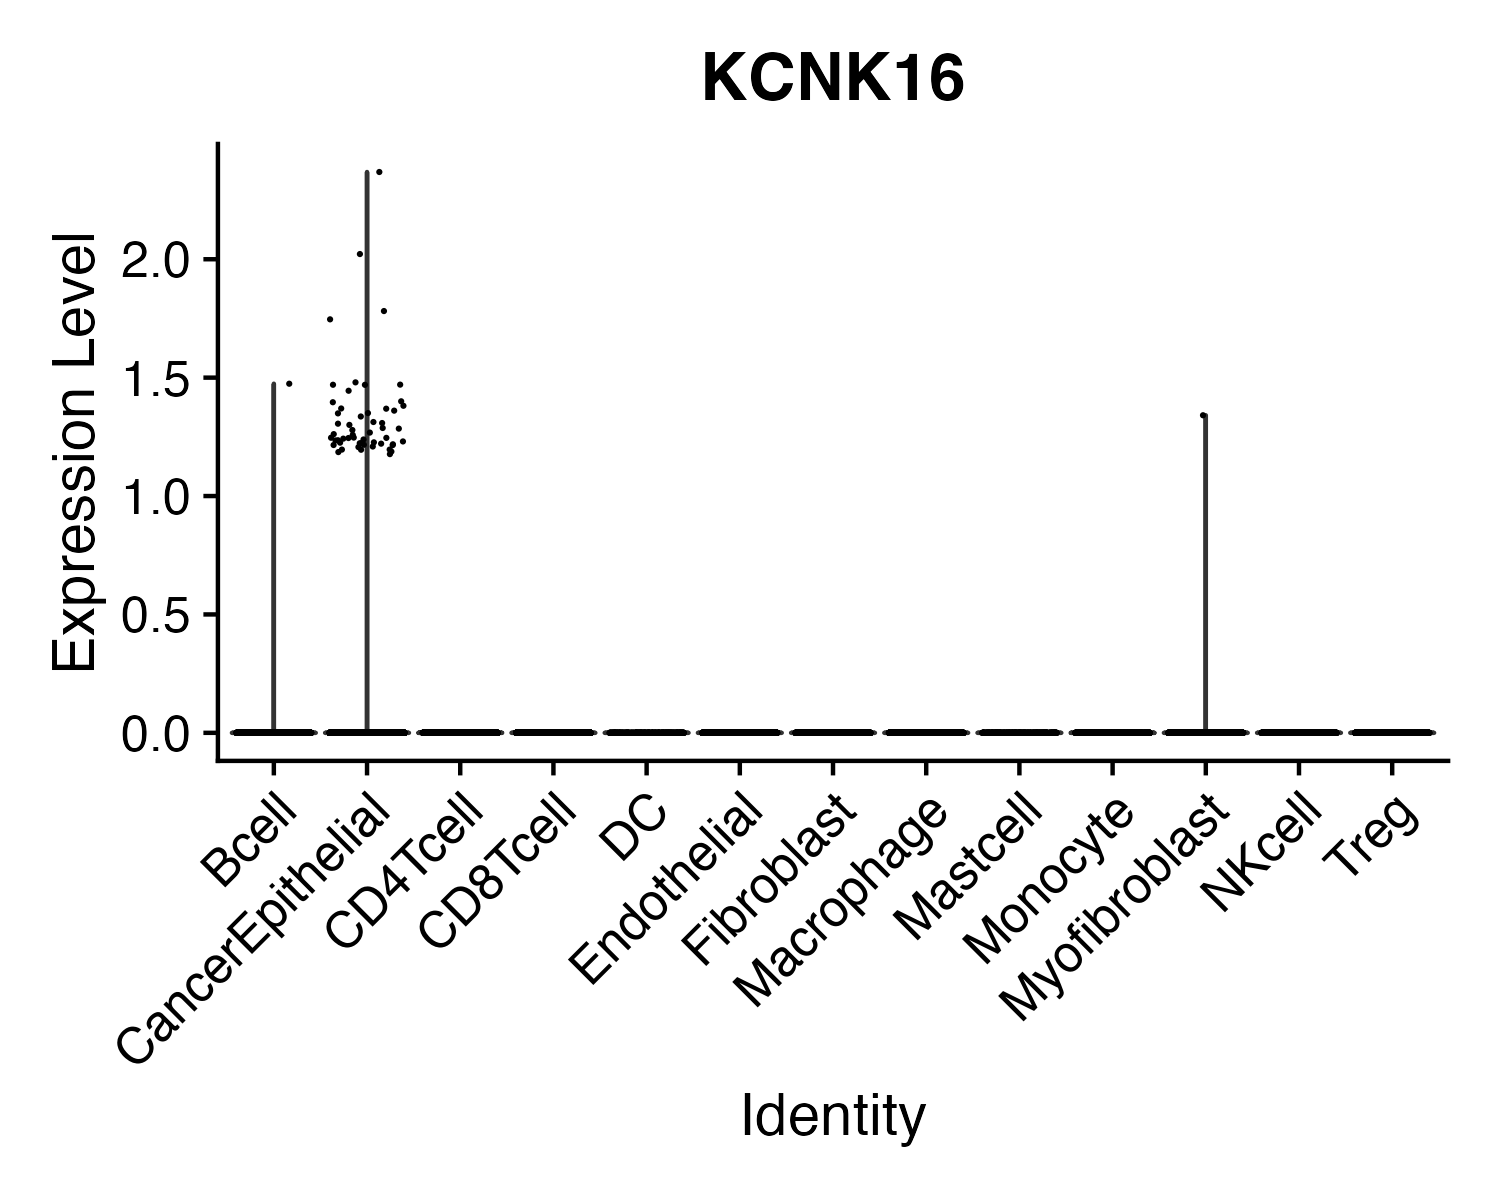 KCNK16
Expression Level
2.0
1.5
1.0
0.5
0.0
Bcell
CancerEpithelial
CD4Tcell
CD8Tcell
DC
Endothelial
Fibroblast
Macrophage
Mastcell
Monocyte
Myofibroblast
NKcell
Treg
Identity